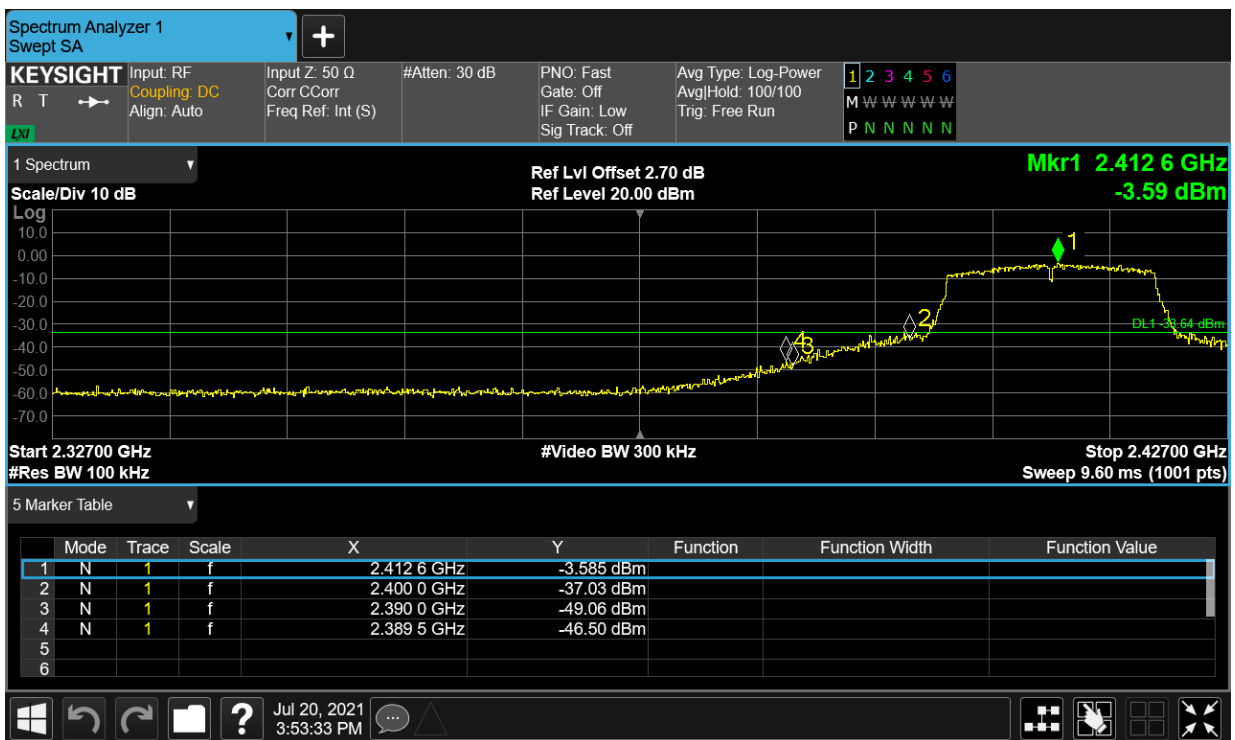 Spectrum Analyzer 1
Swept SA
KEYSIGHT
R T
LXI
Input: RF
Coupling: DC
Align: Auto
Input Z: 50 Ω
Corr CCorr
Freq Ref: Int (S)
#Atten: 30 dB
PNO: Fast
Gate: Off
IF Gain: Low
Sig Track: Off
Avg Type: Log-Power
Avg|Hold: 100/100
Trig: Free Run
1 2 3 4 5 6
M W W W W W
P N N N N N
1 Spectrum
Scale/Div 10 dB
Ref Lvl Offset 2.70 dB
Ref Level 20.00 dBm
Mkr1 2.412 6 GHz
-3.59 dBm
Log
10.0
0.00
-10.0
-20.0
-30.0
-40.0
-50.0
-60.0
-70.0
1
2
4
3
DL1 -33.64 dBm
Start 2.32700 GHz
#Res BW 100 kHz
#Video BW 300 kHz
Stop 2.42700 GHz
Sweep 9.60 ms (1001 pts)
5 Marker Table
Mode Trace Scale X Y Function Function Width Function Value
1 N 1 f 2.412 6 GHz -3.585 dBm
2 N 1 f 2.400 0 GHz -37.03 dBm
3 N 1 f 2.390 0 GHz -49.06 dBm
4 N 1 f 2.389 5 GHz -46.50 dBm
5
6
?
Jul 20, 2021
3:53:33 PM